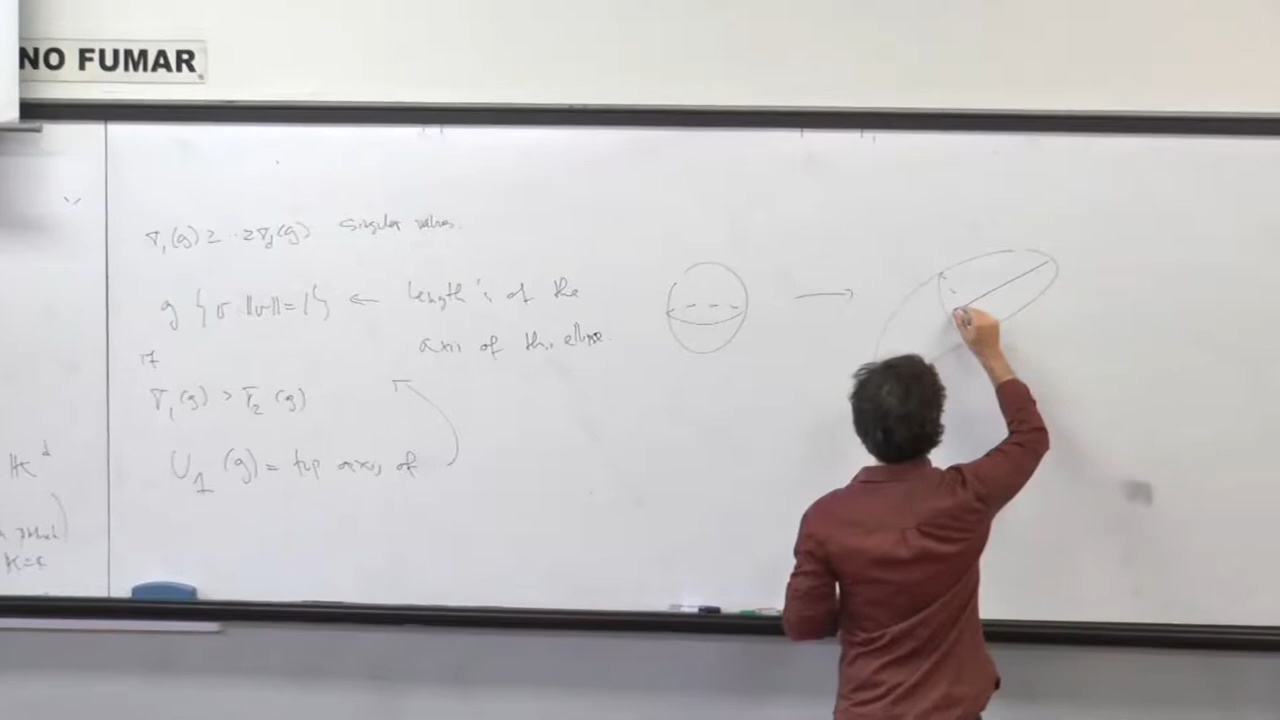 NO FUMAR
σ₁(g) ≥ ·· ≥ σ_d(g) singular values.
g { v ||v|| = 1 } ← length's of the
axis of this ellipse.
if
σ₁(g) > σ₂(g)
U₁(g) = top axis of
K^d
K=C